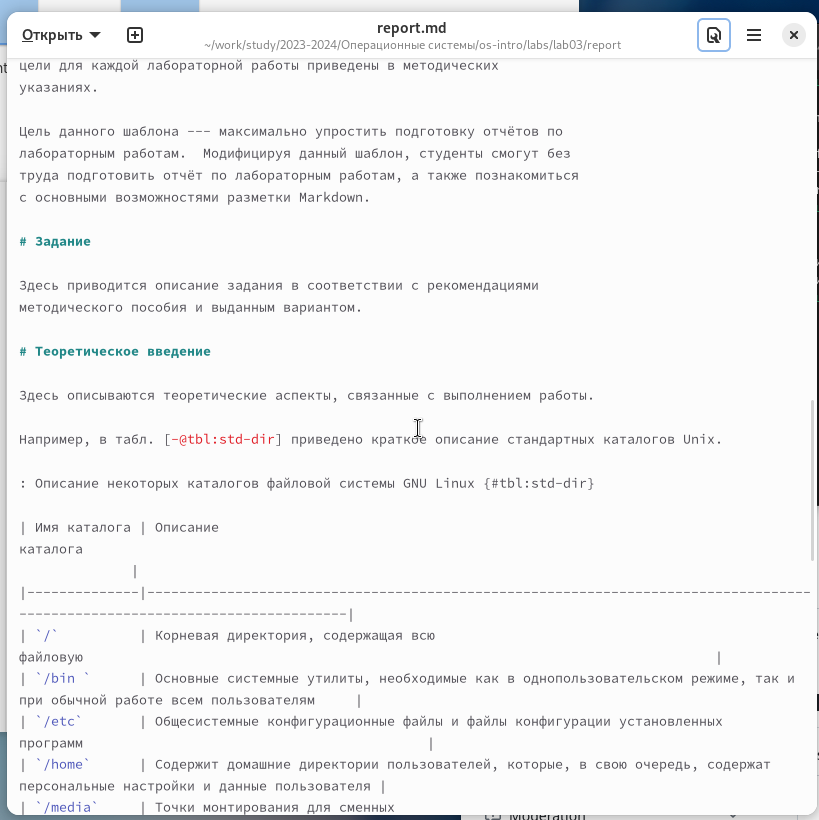 Открыть
report.md
~/work/study/2023-2024/Операционные системы/os-intro/labs/lab03/report
цели для каждой лабораторной работы приведены в методических
указаниях.
Цель данного шаблона --- максимально упростить подготовку отчётов по
лабораторным работам.  Модифицируя данный шаблон, студенты смогут без
труда подготовить отчёт по лабораторным работам, а также познакомиться
с основными возможностями разметки Markdown.
# Задание
Здесь приводится описание задания в соответствии с рекомендациями
методического пособия и выданным вариантом.
# Теоретическое введение
Здесь описываются теоретические аспекты, связанные с выполнением работы.
Например, в табл. [-@tbl:std-dir] приведено краткое описание стандартных каталогов Unix.
: Описание некоторых каталогов файловой системы GNU Linux {#tbl:std-dir}
| Имя каталога | Описание
каталога
|
|--------------|-----------------------------------------------------------------------------------
-----------------------------------------|
| `/`          | Корневая директория, содержащая всю
файловую                                                                               |
| `/bin `      | Основные системные утилиты, необходимые как в однопользовательском режиме, так и
при обычной работе всем пользователям     |
| `/etc`       | Общесистемные конфигурационные файлы и файлы конфигурации установленных
программ                                           |
| `/home`      | Содержит домашние директории пользователей, которые, в свою очередь, содержат
персональные настройки и данные пользователя |
| `/media`     | Точки монтирования для сменных